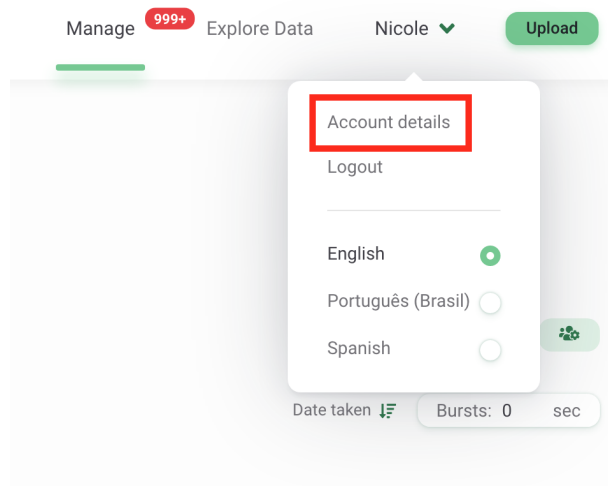 Manage 999+ Explore Data Nicole Upload
Account details
Logout
English
Português (Brasil)
Spanish
Date taken Bursts: 0 sec